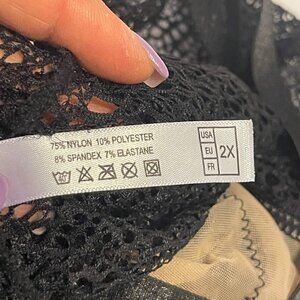 75% NYLON 10% POLYESTER
8% SPANDEX 7% ELASTANE
USA
EU
FR
2X